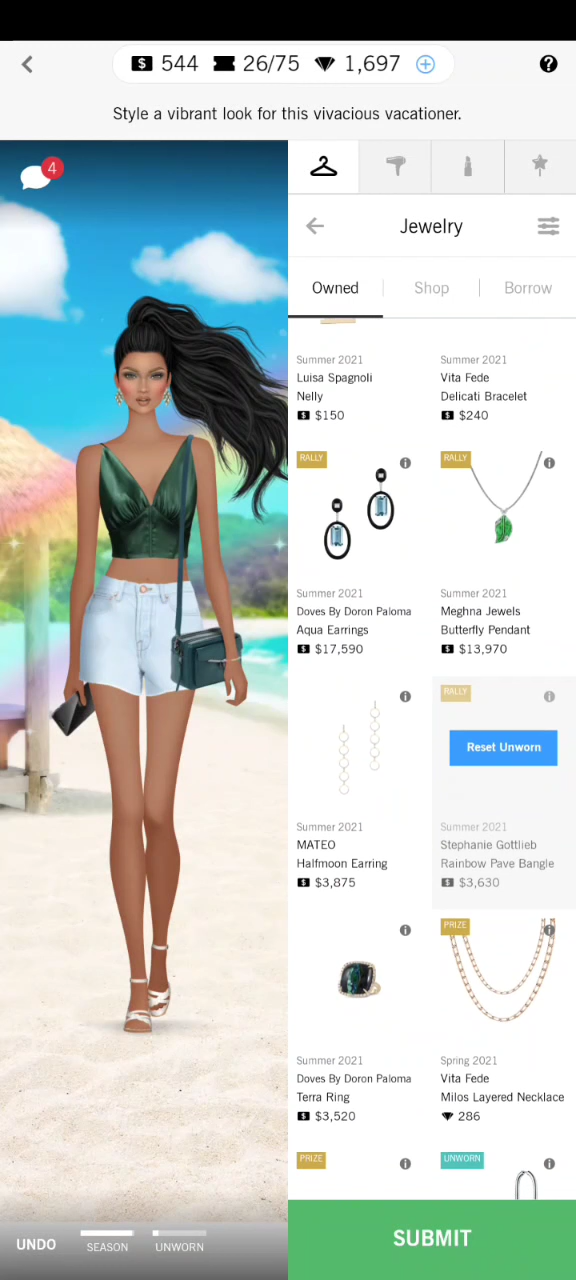 544 26/75 1,697
Style a vibrant look for this vivacious vacationer.
4
Jewelry
Owned Shop Borrow
Summer 2021
Luisa Spagnoli
Nelly
$ $150
Summer 2021
Vita Fede
Delicati Bracelet
$ $240
RALLY
Summer 2021
Doves By Doron Paloma
Aqua Earrings
$ $17,590
RALLY
Summer 2021
Meghna Jewels
Butterfly Pendant
$ $13,970
Summer 2021
MATEO
Halfmoon Earring
$ $3,875
RALLY
Reset Unworn
Summer 2021
Stephanie Gottlieb
Rainbow Pave Bangle
$ $3,630
Summer 2021
Doves By Doron Paloma
Terra Ring
$ $3,520
PRIZE
Spring 2021
Vita Fede
Milos Layered Necklace
286
PRIZE
UNWORN
UNDO SEASON UNWORN
SUBMIT